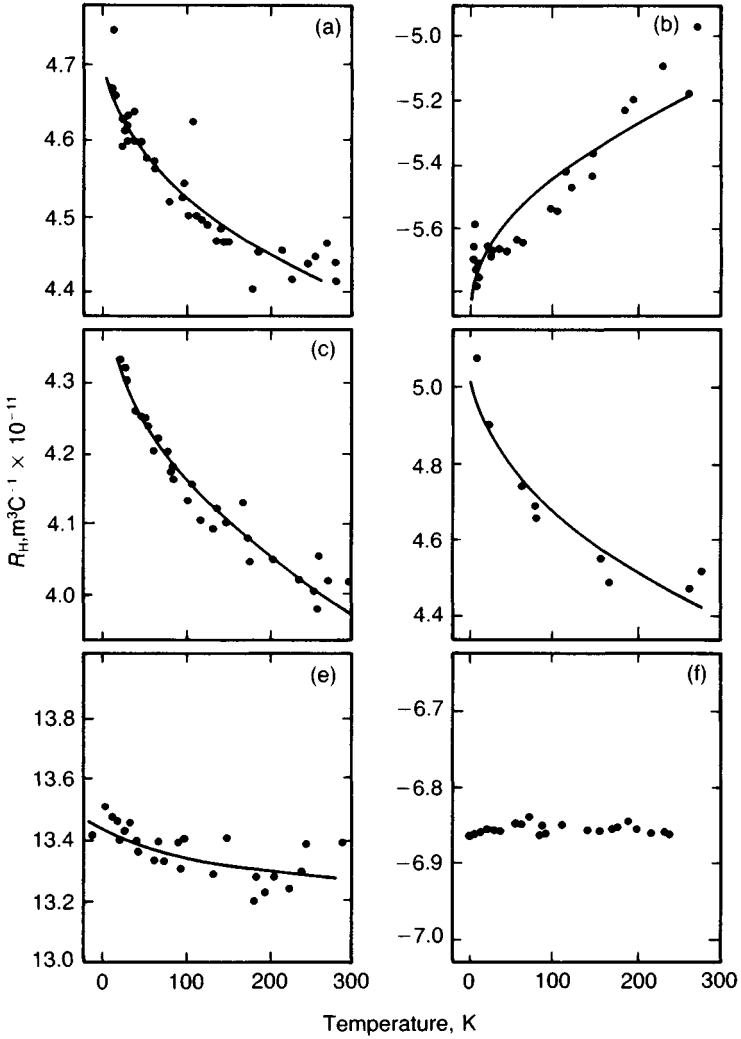 (a)
4.7
4.6
4.5
4.4
(b)
−5.0
−5.2
−5.4
−5.6
(c)
4.3
4.2
4.1
4.0
5.0
4.8
4.6
4.4
(e)
13.8
13.6
13.4
13.2
13.0
0 100 200 300
(f)
−6.7
−6.8
−6.9
−7.0
0 100 200 300
R_H,m³C⁻¹ × 10⁻¹¹
Temperature, K